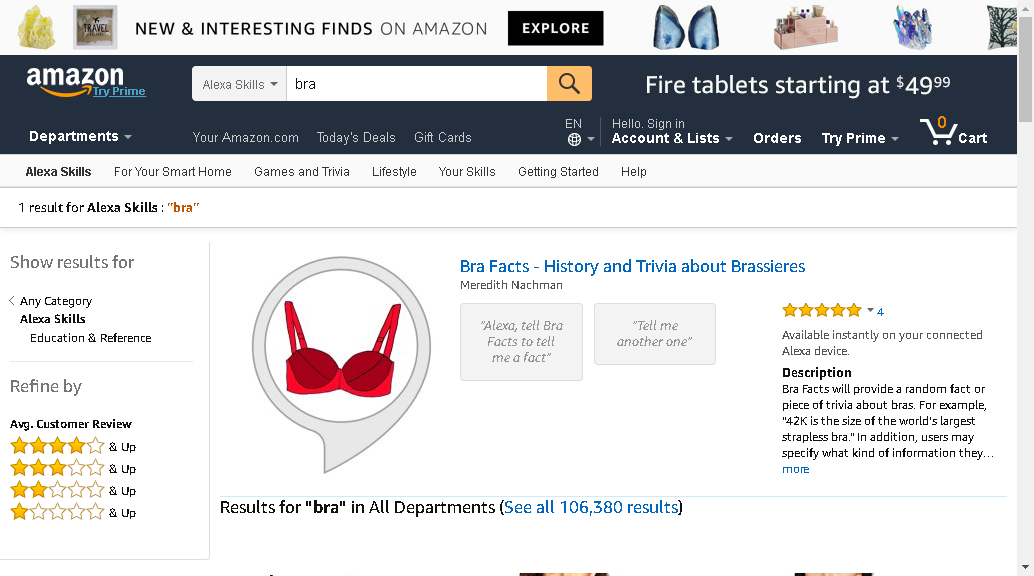 TRAVEL
NEW & INTERESTING FINDS ON AMAZON
EXPLORE
amazon
Try Prime
Alexa Skills
bra
Fire tablets starting at $49.99
Departments
Your Amazon.com
Today's Deals
Gift Cards
EN
Hello. Sign in
Account & Lists
Orders
Try Prime
0
Cart
Alexa Skills
For Your Smart Home
Games and Trivia
Lifestyle
Your Skills
Getting Started
Help
1 result for Alexa Skills : "bra"
Show results for
Any Category
Alexa Skills
Education & Reference
Refine by
Avg. Customer Review
& Up
& Up
& Up
& Up
Bra Facts - History and Trivia about Brassieres
Meredith Nachman
"Alexa, tell Bra
Facts to tell
me a fact"
"Tell me
another one"
4
Available instantly on your connected
Alexa device.
Description
Bra Facts will provide a random fact or
piece of trivia about bras. For example,
"42K is the size of the world's largest
strapless bra." In addition, users may
specify what kind of information they…
more
Results for "bra" in All Departments (See all 106,380 results)